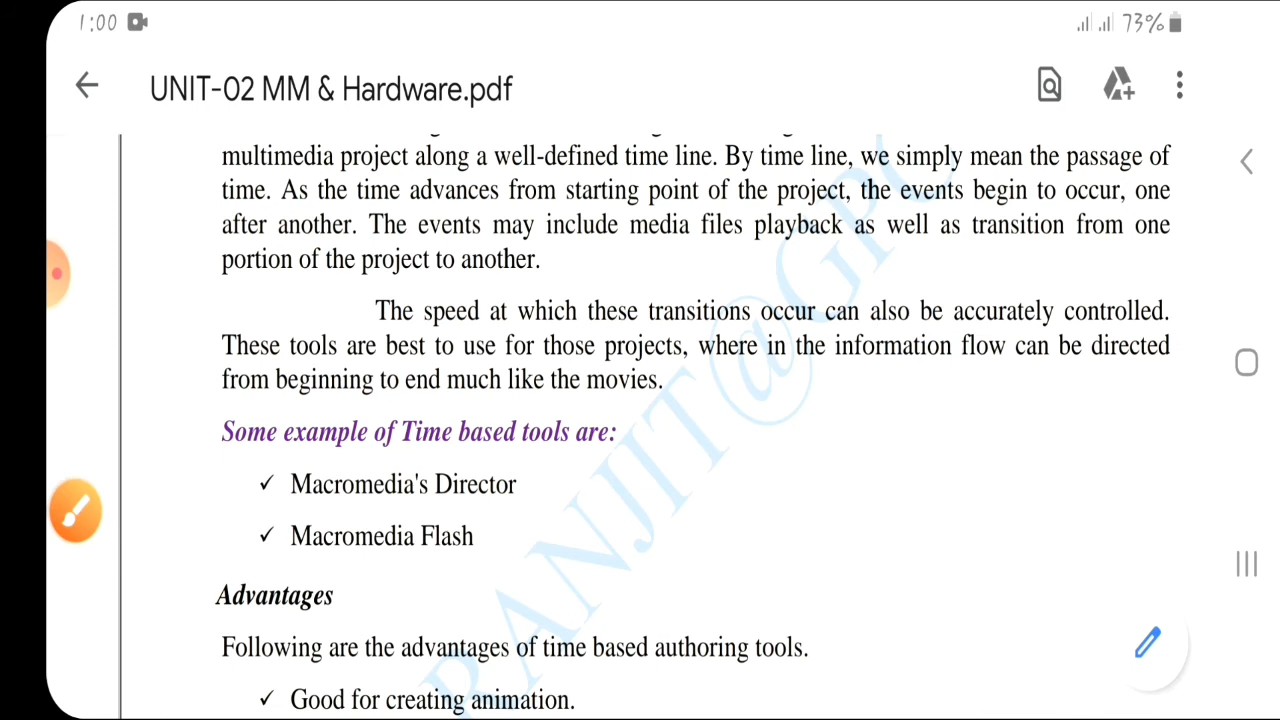 1:00
73%
UNIT-02 MM & Hardware.pdf
multimedia project along a well-defined time line. By time line, we simply mean the passage of
time. As the time advances from starting point of the project, the events begin to occur, one
after another. The events may include media files playback as well as transition from one
portion of the project to another.
The speed at which these transitions occur can also be accurately controlled.
These tools are best to use for those projects, where in the information flow can be directed
from beginning to end much like the movies.
Some example of Time based tools are:
✓ Macromedia's Director
✓ Macromedia Flash
Advantages
Following are the advantages of time based authoring tools.
✓ Good for creating animation.
RANJIT@GPC